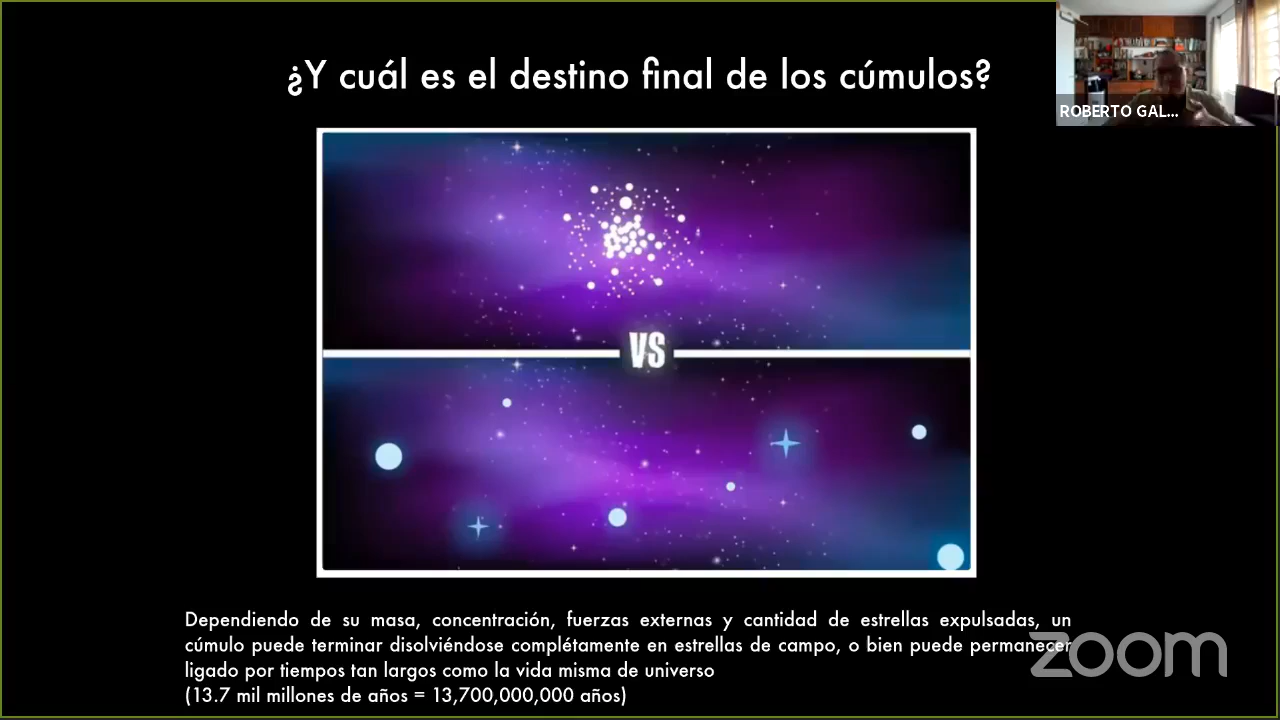 ¿Y cuál es el destino final de los cúmulos?
ROBERTO GAL...
VS
Dependiendo de su masa, concentración, fuerzas externas y cantidad de estrellas expulsadas, un
cúmulo puede terminar disolviéndose complétamente en estrellas de campo, o bien puede permanecer
ligado por tiempos tan largos como la vida misma de universo
(13.7 mil millones de años = 13,700,000,000 años)
zoom